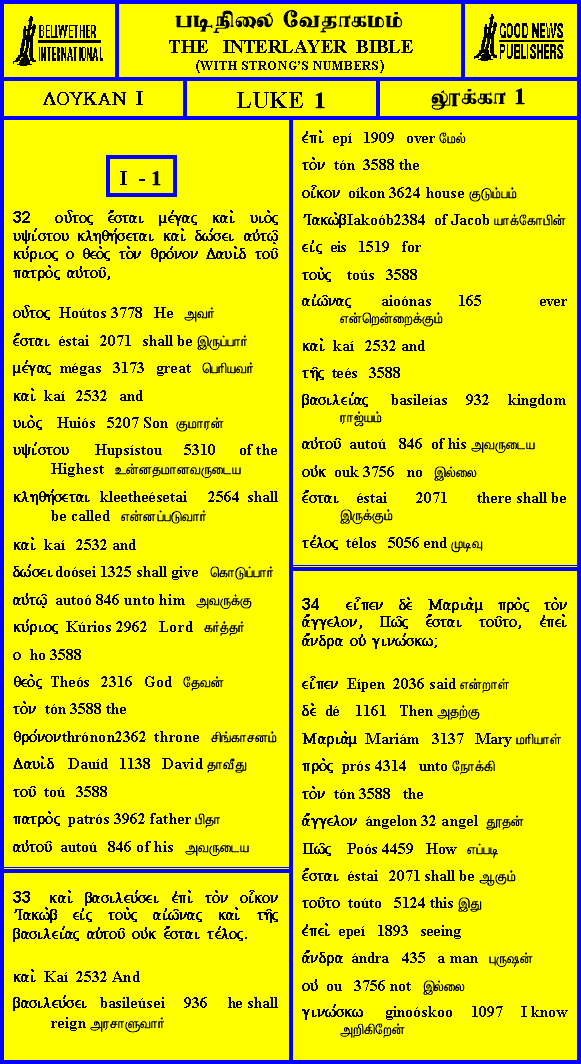 BELLWETHER
INTERNATIONAL
படிநிலை வேதாகமம்
THE INTERLAYER BIBLE
(WITH STRONG'S NUMBERS)
GOOD NEWS
PUBLISHERS
ΛΟΥΚΑΝ I
LUKE 1
லூக்கா 1
I - 1
32 οὗτος ἔσται μέγας καὶ υιὸς
υψίστου κληθήσεται καὶ δώσει αὐτῷ
κύριος ο θεὸς τὸν θρόνον Δαυὶδ τοῦ
πατρὸς αὐτοῦ,
οὗτος Hoútos 3778 He அவர்
ἔσται éstai 2071 shall be இருப்பார்
μέγας mégas 3173 great பெரியவர்
καὶ kaí 2532 and
υιὸς Huiós 5207 Son குமாரன்
υψίστου Hupsístou 5310 of the
Highest உன்னதமானவருடைய
κληθήσεται kleetheésetai 2564 shall
be called என்னப்படுவார்
καὶ kaí 2532 and
δώσει doósei 1325 shall give கொடுப்பார்
αὐτῷ autoó 846 unto him அவருக்கு
κύριος Kúrios 2962 Lord கர்த்தர்
ο ho 3588
θεὸς Theós 2316 God தேவன்
τὸν tón 3588 the
θρόνονthrónon2362 throne சிங்காசனம்
Δαυὶδ Dauíd 1138 David தாவீது
τοῦ toú 3588
πατρὸς patrós 3962 father பிதா
αὐτοῦ autoú 846 of his அவருடைய
33 καὶ βασιλεύσει ἐπὶ τὸν οἶκον
Ἰακὼβ εἰς τοὺς αἰῶνας καὶ τῆς
βασιλείας αὐτοῦ οὐκ ἔσται τέλος.
καὶ Kaí 2532 And
βασιλεύσει basileúsei 936 he shall
reign அரசாளுவார்
ἐπὶ epí 1909 over மேல்
τὸν tón 3588 the
οἶκον oíkon 3624 house குடும்பம்
ἸακὼβIakoób2384 of Jacob யாக்கோபின்
εἰς eis 1519 for
τοὺς toús 3588
αἰῶνας aioónas 165 ever
என்றென்றைக்கும்
καὶ kaí 2532 and
τῆς teés 3588
βασιλείας basileías 932 kingdom
ராஜ்யம்
αὐτοῦ autoú 846 of his அவருடைய
οὐκ ouk 3756 no இல்லை
ἔσται éstai 2071 there shall be
இருக்கும்
τέλος télos 5056 end முடிவு
34 εἶπεν δὲ Μαριὰμ πρὸς τὸν
ἄγγελον, Πῶς ἔσται τοῦτο, ἐπεὶ
ἄνδρα οὐ γινώσκω;
εἶπεν Eípen 2036 said என்றாள்
δὲ dé 1161 Then அதற்கு
Μαριὰμ Mariám 3137 Mary மரியாள்
πρὸς prós 4314 unto நோக்கி
τὸν tón 3588 the
ἄγγελον ángelon 32 angel தூதன்
Πῶς Poós 4459 How எப்படி
ἔσται éstai 2071 shall be ஆகும்
τοῦτο toúto 5124 this இது
ἐπεὶ epeí 1893 seeing
ἄνδρα ándra 435 a man புருஷன்
οὐ ou 3756 not இல்லை
γινώσκω ginoóskoo 1097 I know
அறிகிறேன்